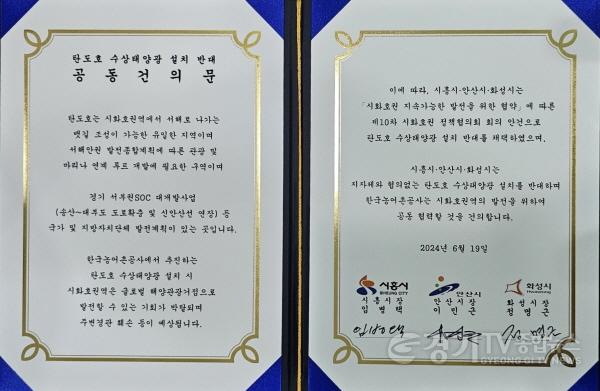 탄도호 수상태양광 설치 반대
공동건의문
탄도호는 시화호권역에서 서해로 나가는
뱃길 조성이 가능한 유일한 지역이며
서해안권 발전종합계획에 따른 관광 및
마리나 연계 루트 개발에 필요한 구역이며
경기 서부권SOC 대개발사업
(송산~대부도 도로확충 및 신안산선 연장) 등
국가 및 지방자치단체 발전계획이 있는 곳입니다.
한국농어촌공사에서 추진하는
탄도호 수상태양광 설치 시
시화호권역은 글로벌 해양관광거점으로
발전할 수 있는 기회가 박탈되며
주변경관 훼손 등이 예상됩니다.
이에 따라, 시흥시·안산시·화성시는
「시화호권 지속가능한 발전을 위한 협약」에 따른
제10차 시화호권 정책협의회 회의 안건으로
탄도호 수상태양광 설치 반대를 채택하였으며,
시흥시·안산시·화성시는
지자체와 협의없는 탄도호 수상태양광 설치를 반대하며
한국농어촌공사는 시화호권역의 발전을 위하여
공동 협력할 것을 건의합니다.
2024년 6월 19일
시흥시 안산시 화성시
SIHEUNG CITY
시흥시장 안산시장 화성시장
임병택 이민근 정명근
임병택
경기TV종합뉴스
GYEONGGI TV NEWS